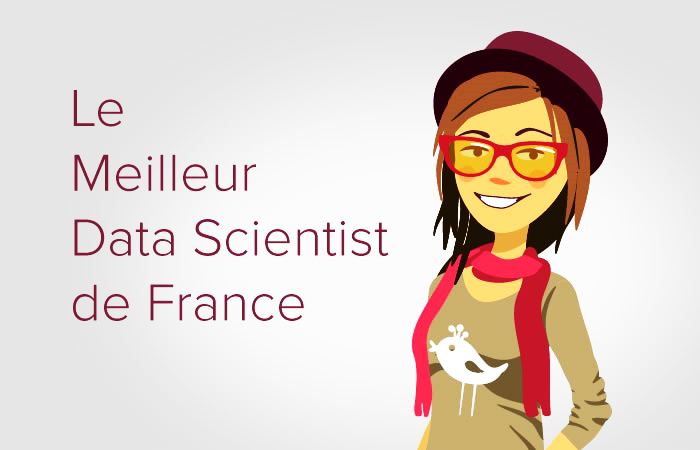 Le
Meilleur
Data Scientist
de France